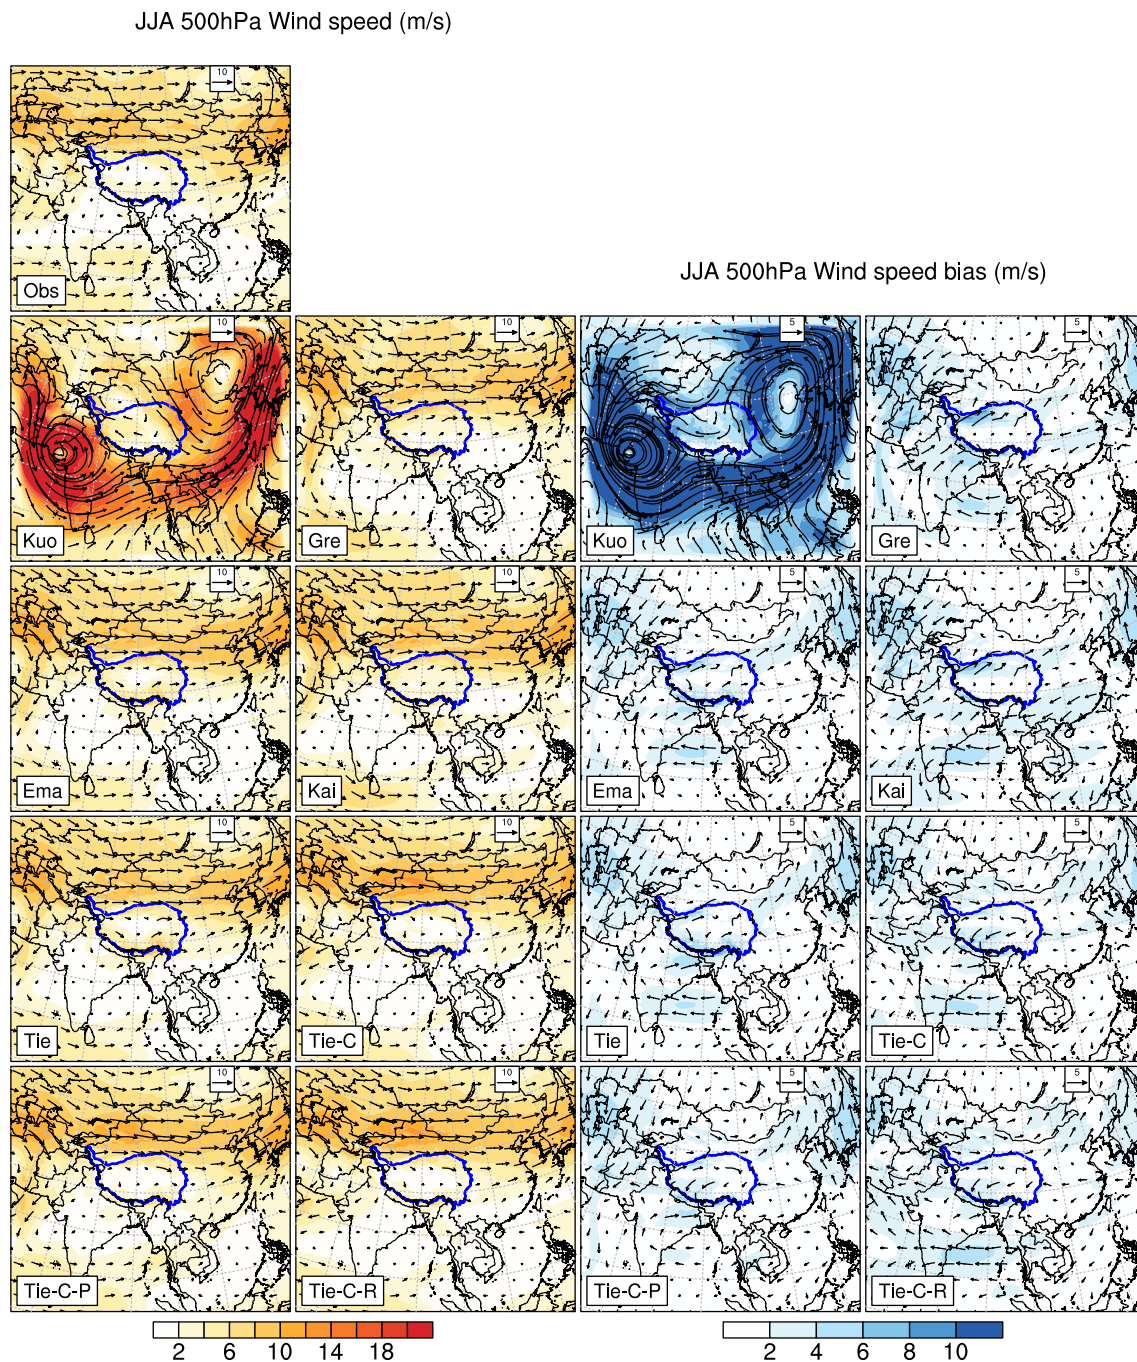 JJA 500hPa Wind speed (m/s)
10
Obs
JJA 500hPa Wind speed bias (m/s)
10
Kuo
10
Gre
5
Kuo
5
Gre
10
Ema
10
Kai
5
Ema
5
Kai
10
Tie
10
Tie-C
5
Tie
5
Tie-C
10
Tie-C-P
10
Tie-C-R
5
Tie-C-P
5
Tie-C-R
2 6 10 14 18
2 4 6 8 10